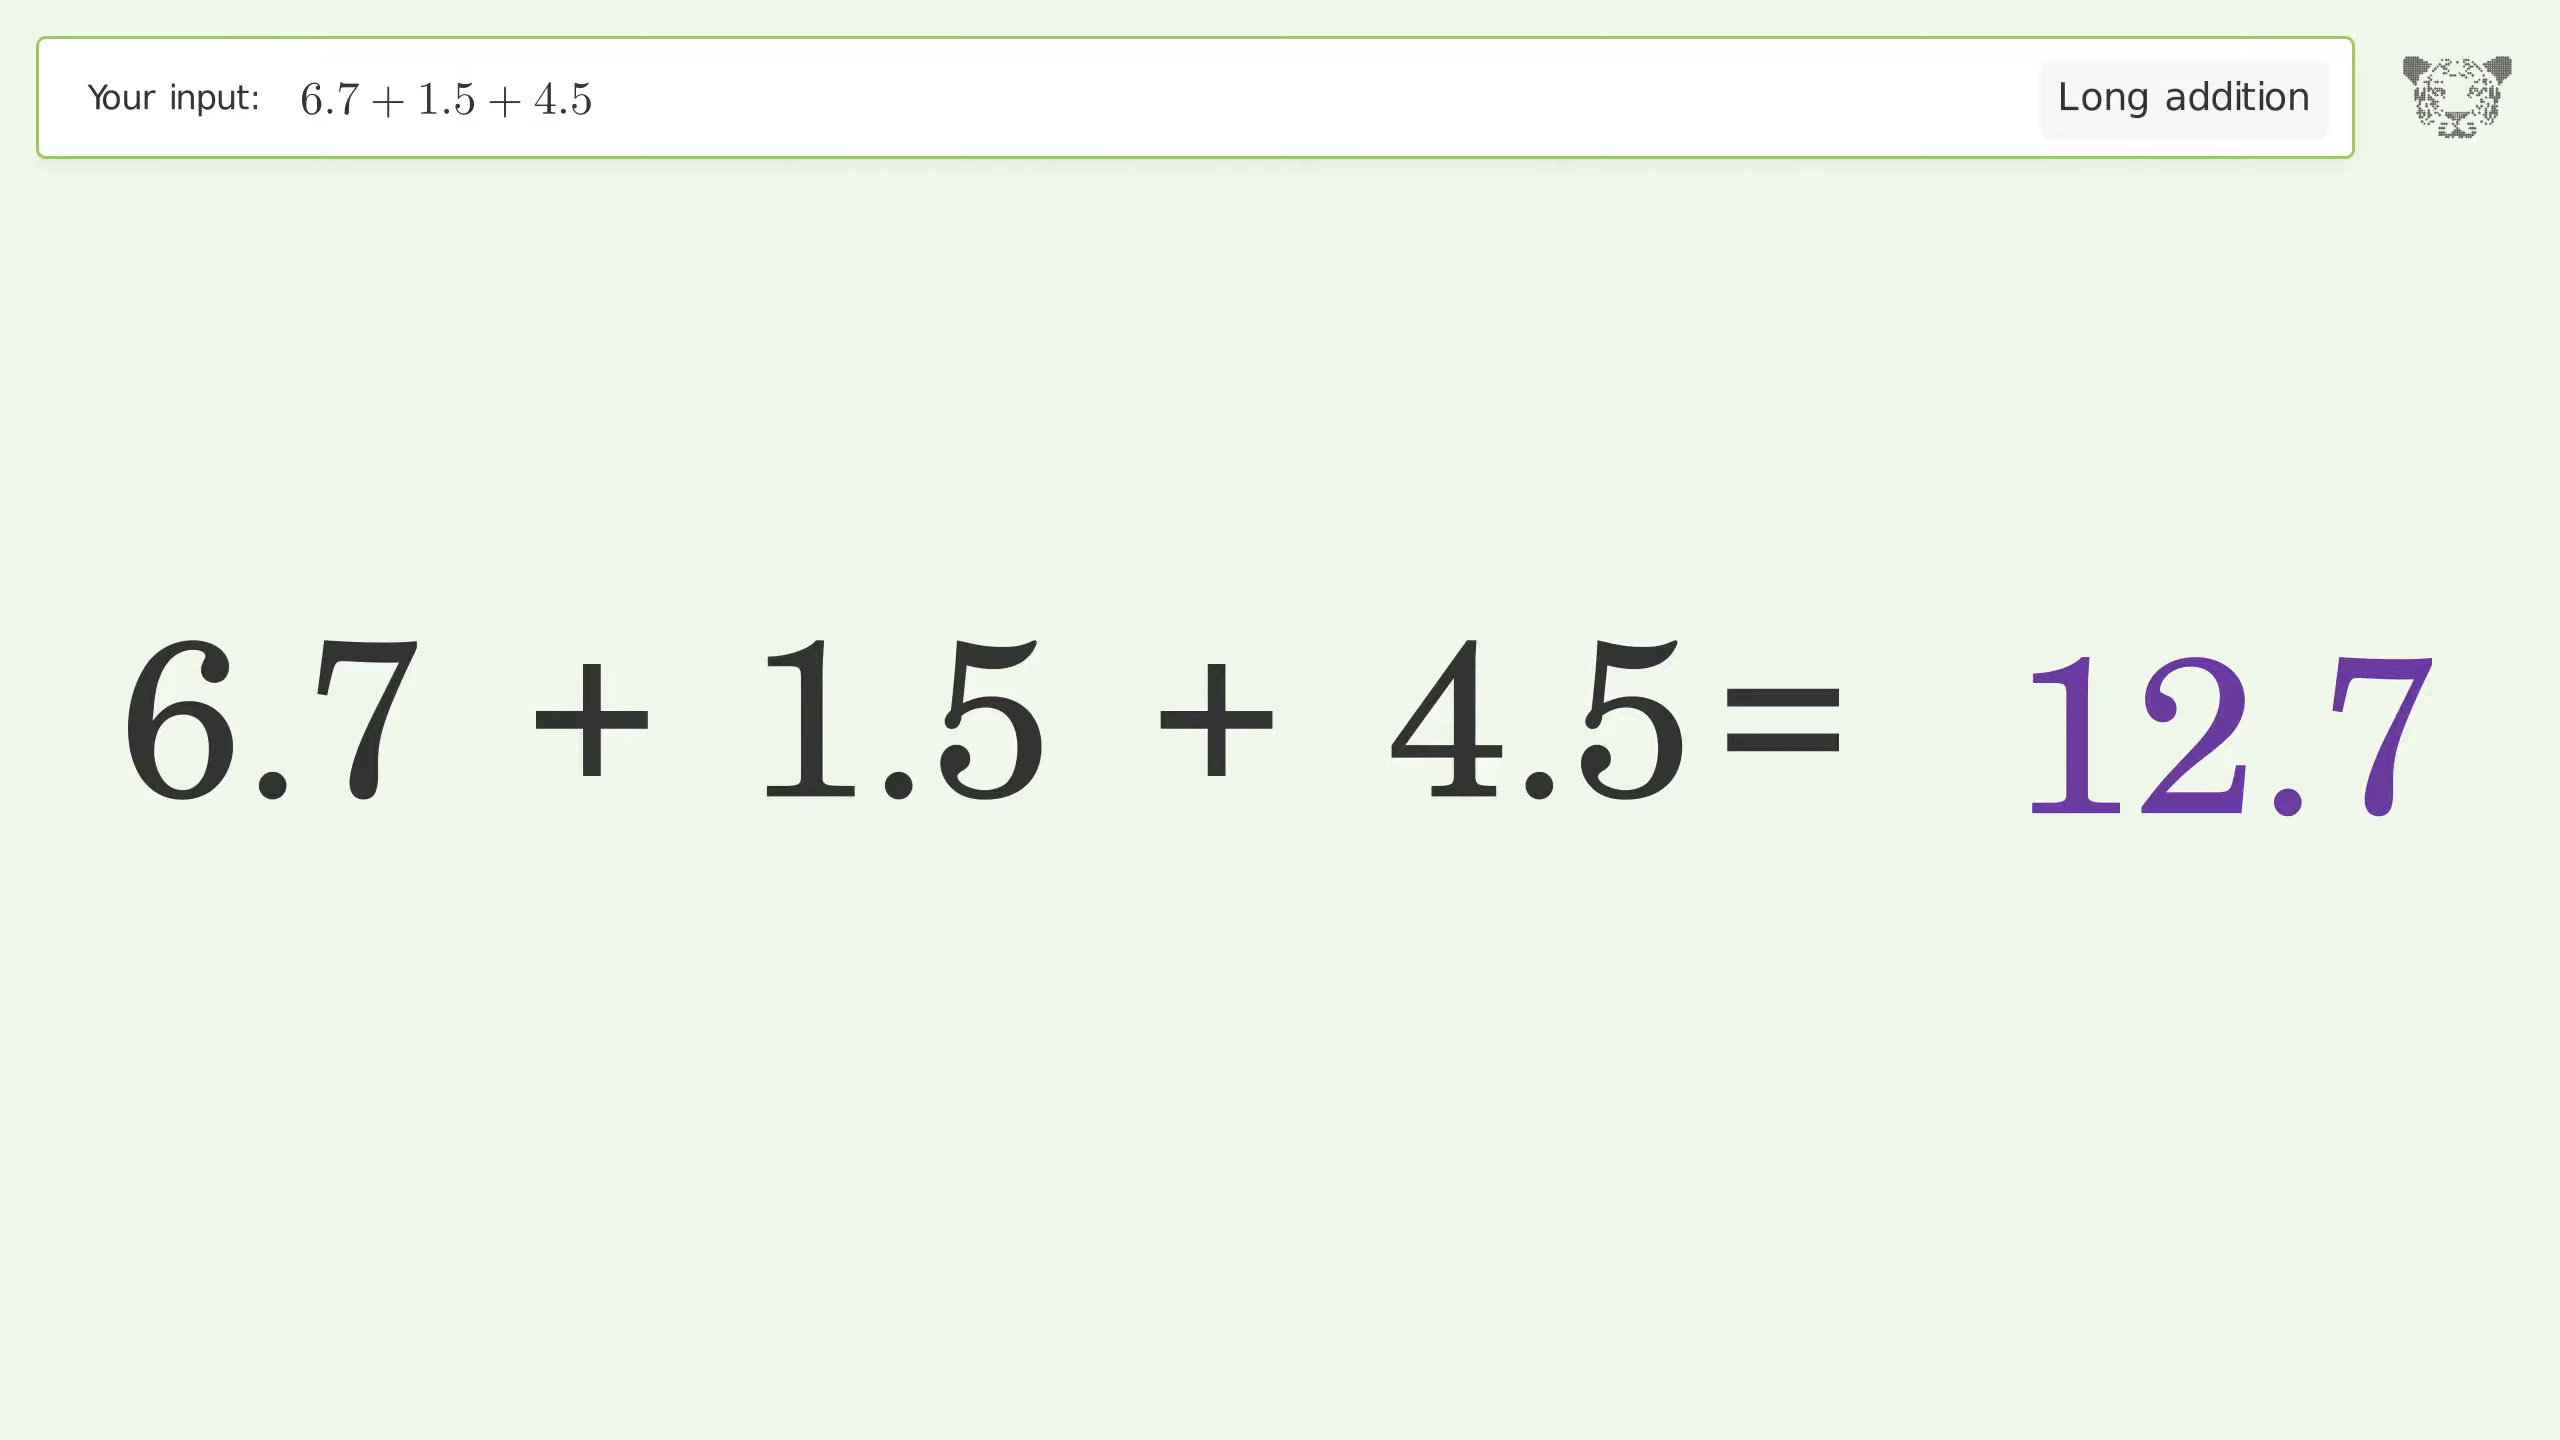 Your input: 6.7 + 1.5 + 4.5 Long addition
6.7 + 1.5 + 4.5 = 12.7